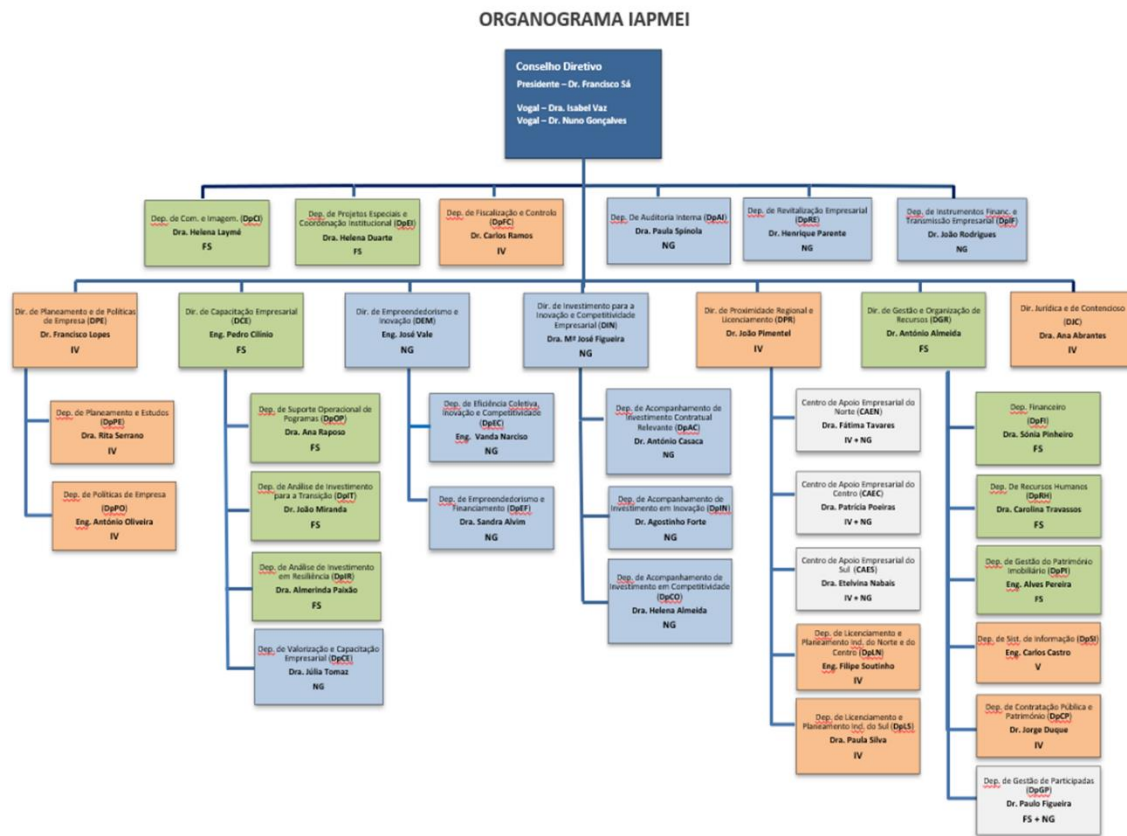 ORGANOGRAMA IAPMEI
Conselho Diretivo
Presidente – Dr. Francisco Sá
Vogal – Dra. Isabel Vaz
Vogal – Dr. Nuno Gonçalves
Dep. de Com. e Imagem. (DpCI)
Dra. Helena Laymé
FS
Dep. de Projetos Especiais e
Coordenação Institucional (DpEI)
Dra. Helena Duarte
FS
Dep. de Fiscalização e Controlo
(DpFC)
Dr. Carlos Ramos
IV
Dep. De Auditoria Interna (DpAI)
Dra. Paula Spínola
NG
Dep. de Revitalização Empresarial
(DpRE)
Dr. Henrique Parente
NG
Dep. de Instrumentos Financ. e
Transmissão Empresarial (DpIF)
Dr. João Rodrigues
NG
Dir. de Planeamento e de Políticas
de Empresa (DPE)
Dr. Francisco Lopes
IV
Dir. de Capacitação Empresarial
(DCE)
Eng. Pedro Cilínio
FS
Dir. de Empreendedorismo e
Inovação (DEM)
Eng. José Vale
NG
Dir. de Investimento para a
Inovação e Competitividade
Empresarial (DIN)
Dra. Mª José Figueira
NG
Dir. de Proximidade Regional e
Licenciamento (DPR)
Dr. João Pimentel
IV
Dir. de Gestão e Organização de
Recursos (DGR)
Dr. António Almeida
FS
Dir. Jurídica e de Contencioso
(DJC)
Dra. Ana Abrantes
IV
Dep. de Planeamento e Estudos
(DpPE)
Dra. Rita Serrano
IV
Dep. de Políticas de Empresa
(DpPO)
Eng. António Oliveira
IV
Dep. de Suporte Operacional de
Pogramas (DpOP)
Dra. Ana Raposo
FS
Dep. de Análise de Investimento
para a Transição (DpIT)
Dr. João Miranda
FS
Dep. de Análise de Investimento
em Resiliência (DpIR)
Dra. Almerinda Paixão
FS
Dep. de Valorização e Capacitação
Empresarial (DpCE)
Dra. Júlia Tomaz
NG
Dep. de Eficiência Coletiva,
Inovação e Competitividade
(DpEC)
Eng. Vanda Narciso
NG
Dep. de Empreendedorismo e
Financiamento (DpEF)
Dra. Sandra Alvim
NG
Dep. de Acompanhamento de
Investimento Contratual
Relevante (DpAC)
Dr. António Casaca
NG
Dep. de Acompanhamento de
Investimento em Inovação (DpIN)
Dr. Agostinho Forte
NG
Dep. de Acompanhamento de
Investimento em Competitividade
(DpCO)
Dra. Helena Almeida
NG
Centro de Apoio Empresarial do
Norte (CAEN)
Dra. Fátima Tavares
IV + NG
Centro de Apoio Empresarial do
Centro (CAEC)
Dra. Patrícia Poeiras
IV + NG
Centro de Apoio Empresarial do
Sul (CAES)
Dra. Etelvina Nabais
IV + NG
Dep. de Licenciamento e
Planeamento Ind. do Norte e do
Centro (DpLN)
Eng. Filipe Soutinho
IV
Dep. de Licenciamento e
Planeamento Ind. do Sul (DpLS)
Dra. Paula Silva
IV
Dep. Financeiro
(DpFI)
Dra. Sónia Pinheiro
FS
Dep. De Recursos Humanos
(DpRH)
Dra. Carolina Travassos
FS
Dep. de Gestão do Património
Imobiliário (DpPI)
Eng. Alves Pereira
FS
Dep. de Sist. de Informação (DpSI)
Eng. Carlos Castro
V
Dep. de Contratação Pública e
Património (DpCP)
Dr. Jorge Duque
IV
Dep. de Gestão de Participadas
(DpGP)
Dr. Paulo Figueira
FS + NG